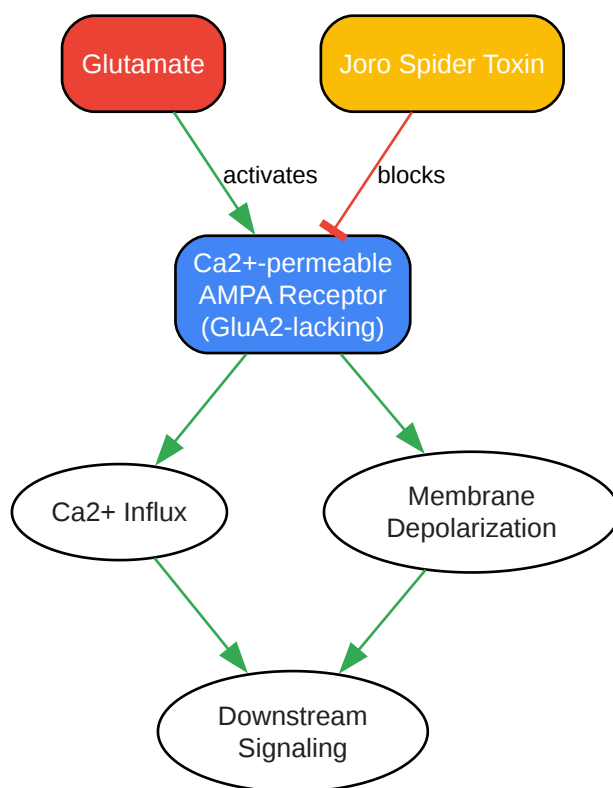 Glutamate
Joro Spider Toxin
activates
blocks
Ca2+-permeable
AMPA Receptor
(GluA2-lacking)
Ca2+ Influx
Membrane
Depolarization
Downstream
Signaling